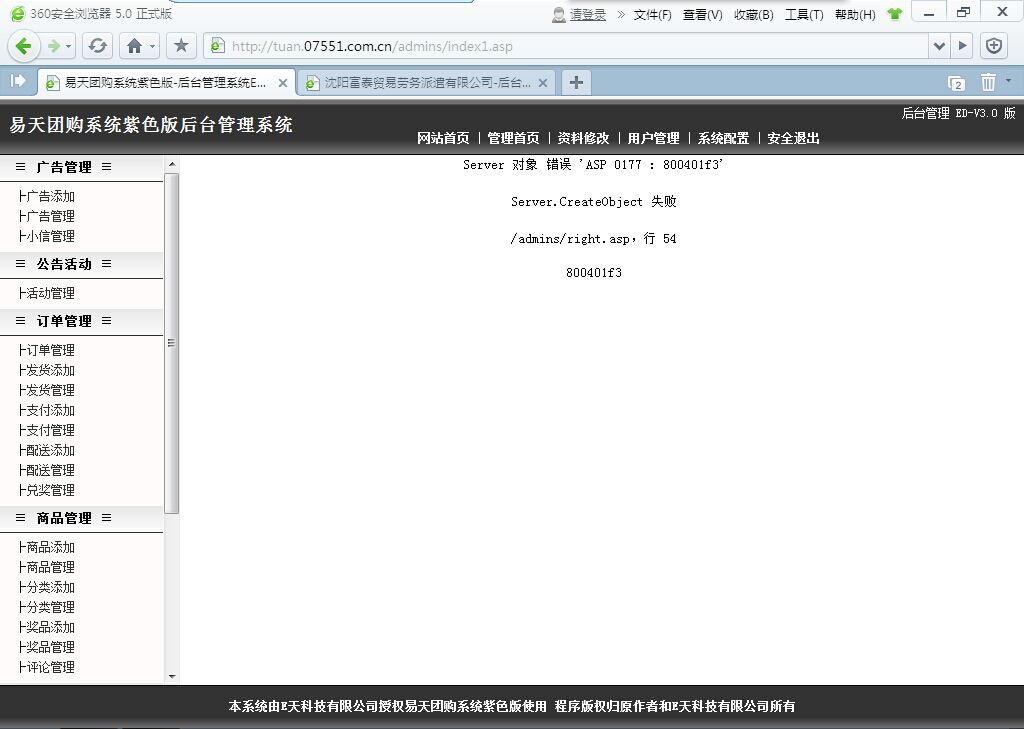 360安全浏览器 5.0 正式版
请登录 » 文件(F) 查看(V) 收藏(B) 工具(T) 帮助(H)
http://tuan.07551.com.cn/admins/index1.asp
易天团购系统紫色版-后台管理系统E... 沈阳富泰贸易劳务派遣有限公司-后台...
2
后台管理 ED-V3.0 版
易天团购系统紫色版后台管理系统
网站首页 | 管理首页 | 资料修改 | 用户管理 | 系统配置 | 安全退出
≡ 广告管理 ≡
├广告添加
├广告管理
├小信管理
≡ 公告活动 ≡
├活动管理
≡ 订单管理 ≡
├订单管理
├发货添加
├发货管理
├支付添加
├支付管理
├配送添加
├配送管理
├兑奖管理
≡ 商品管理 ≡
├商品添加
├商品管理
├分类添加
├分类管理
├奖品添加
├奖品管理
├评论管理
Server 对象 错误 'ASP 0177 : 800401f3'
Server.CreateObject 失败
/admins/right.asp，行 54
800401f3
本系统由E天科技有限公司授权易天团购系统紫色版使用 程序版权归原作者和E天科技有限公司所有